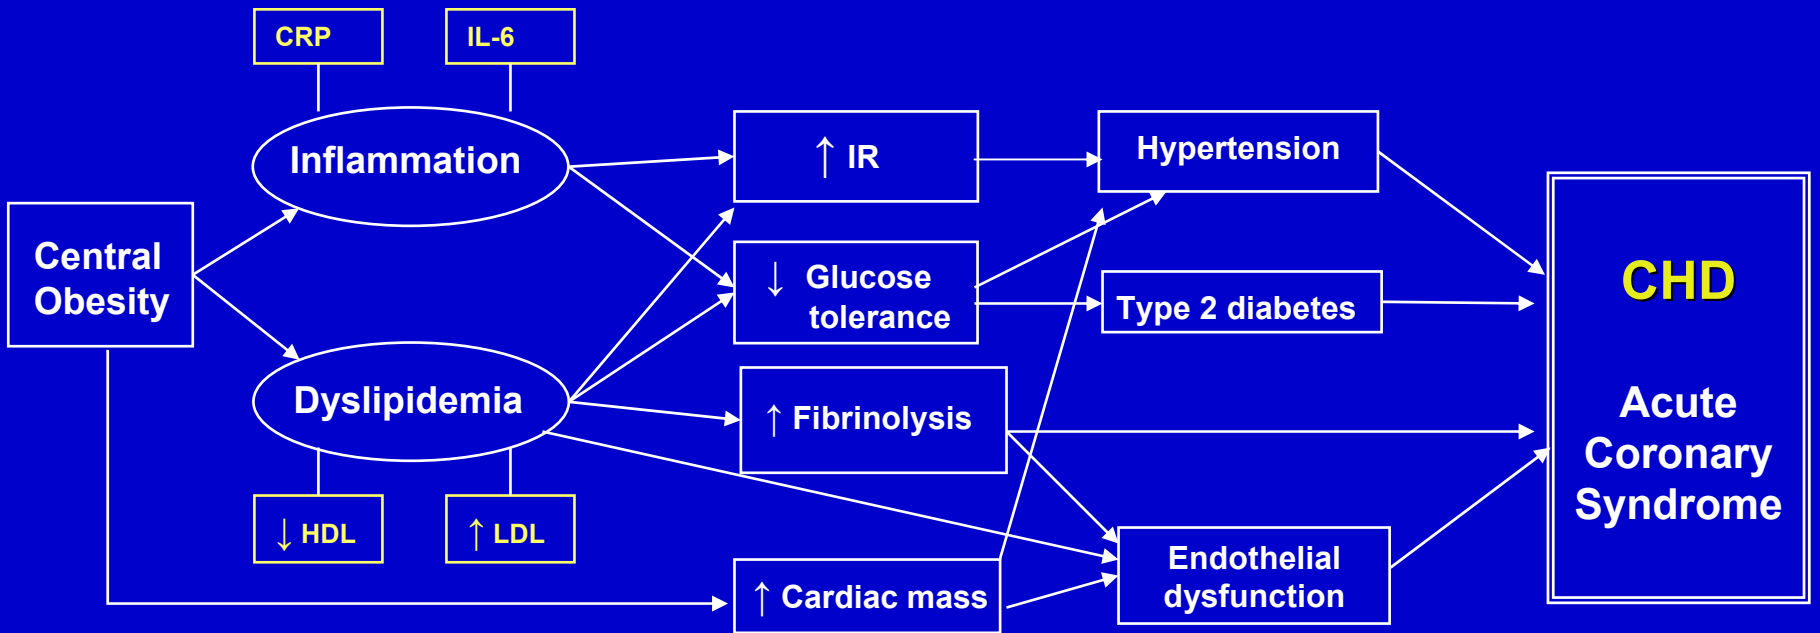 CRP
IL-6
Inflammation
↑ IR
Hypertension
Central
Obesity
↓ Glucose
tolerance
Type 2 diabetes
CHD
Dyslipidemia
↑ Fibrinolysis
Acute
Coronary
Syndrome
↓ HDL
↑ LDL
↑ Cardiac mass
Endothelial
dysfunction